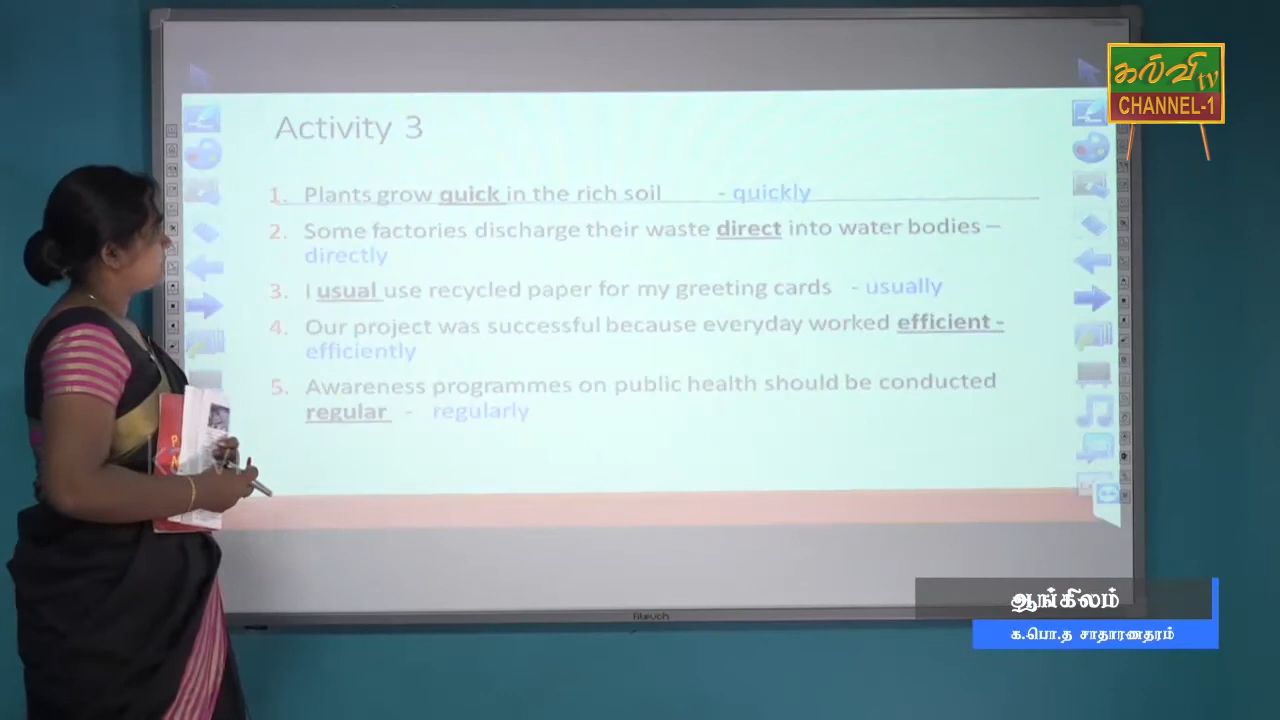 கல்வி tv
CHANNEL-1
Activity 3
1. Plants grow quick in the rich soil - quickly
2. Some factories discharge their waste direct into water bodies –
directly
3. I usual use recycled paper for my greeting cards - usually
4. Our project was successful because everyday worked efficient -
efficiently
5. Awareness programmes on public health should be conducted
regular - regularly
ஆங்கிலம்
க.பொ.த சாதாரணதரம்